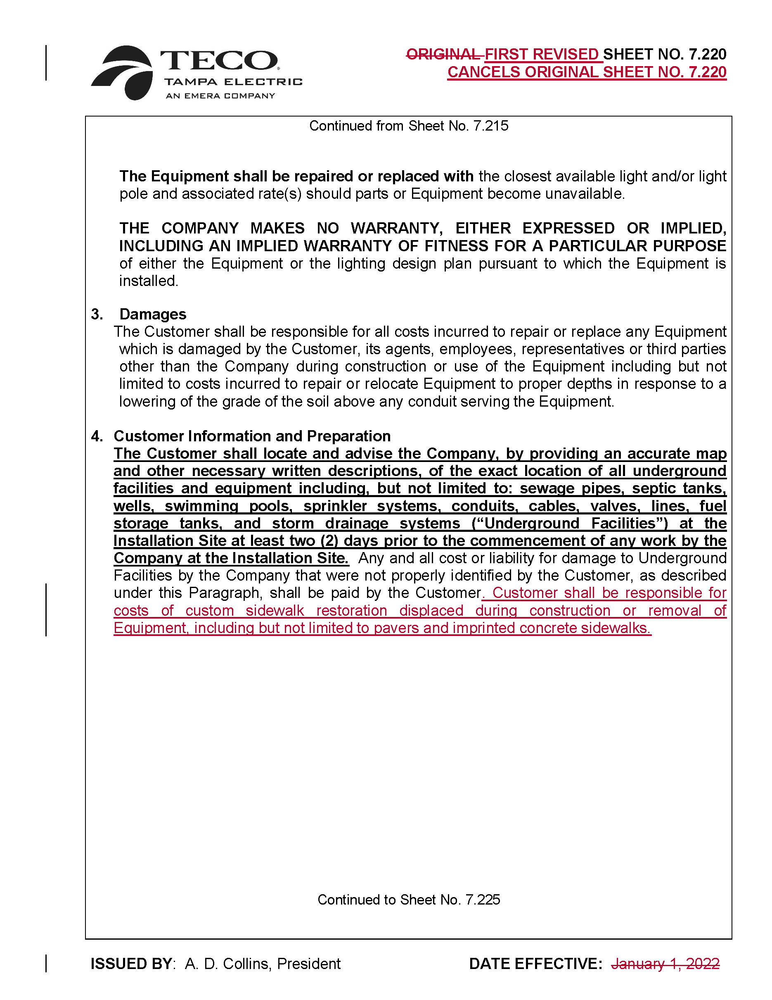 TECO®
TAMPA ELECTRIC
AN EMERA COMPANY
ORIGINAL FIRST REVISED SHEET NO. 7.220
CANCELS ORIGINAL SHEET NO. 7.220
Continued from Sheet No. 7.215
The Equipment shall be repaired or replaced with the closest available light and/or light
pole and associated rate(s) should parts or Equipment become unavailable.
THE COMPANY MAKES NO WARRANTY, EITHER EXPRESSED OR IMPLIED,
INCLUDING AN IMPLIED WARRANTY OF FITNESS FOR A PARTICULAR PURPOSE
of either the Equipment or the lighting design plan pursuant to which the Equipment is
installed.
3. Damages
The Customer shall be responsible for all costs incurred to repair or replace any Equipment
which is damaged by the Customer, its agents, employees, representatives or third parties
other than the Company during construction or use of the Equipment including but not
limited to costs incurred to repair or relocate Equipment to proper depths in response to a
lowering of the grade of the soil above any conduit serving the Equipment.
4. Customer Information and Preparation
The Customer shall locate and advise the Company, by providing an accurate map
and other necessary written descriptions, of the exact location of all underground
facilities and equipment including, but not limited to: sewage pipes, septic tanks,
wells, swimming pools, sprinkler systems, conduits, cables, valves, lines, fuel
storage tanks, and storm drainage systems (“Underground Facilities”) at the
Installation Site at least two (2) days prior to the commencement of any work by the
Company at the Installation Site. Any and all cost or liability for damage to Underground
Facilities by the Company that were not properly identified by the Customer, as described
under this Paragraph, shall be paid by the Customer. Customer shall be responsible for
costs of custom sidewalk restoration displaced during construction or removal of
Equipment, including but not limited to pavers and imprinted concrete sidewalks.
Continued to Sheet No. 7.225
ISSUED BY: A. D. Collins, President
DATE EFFECTIVE: January 1, 2022